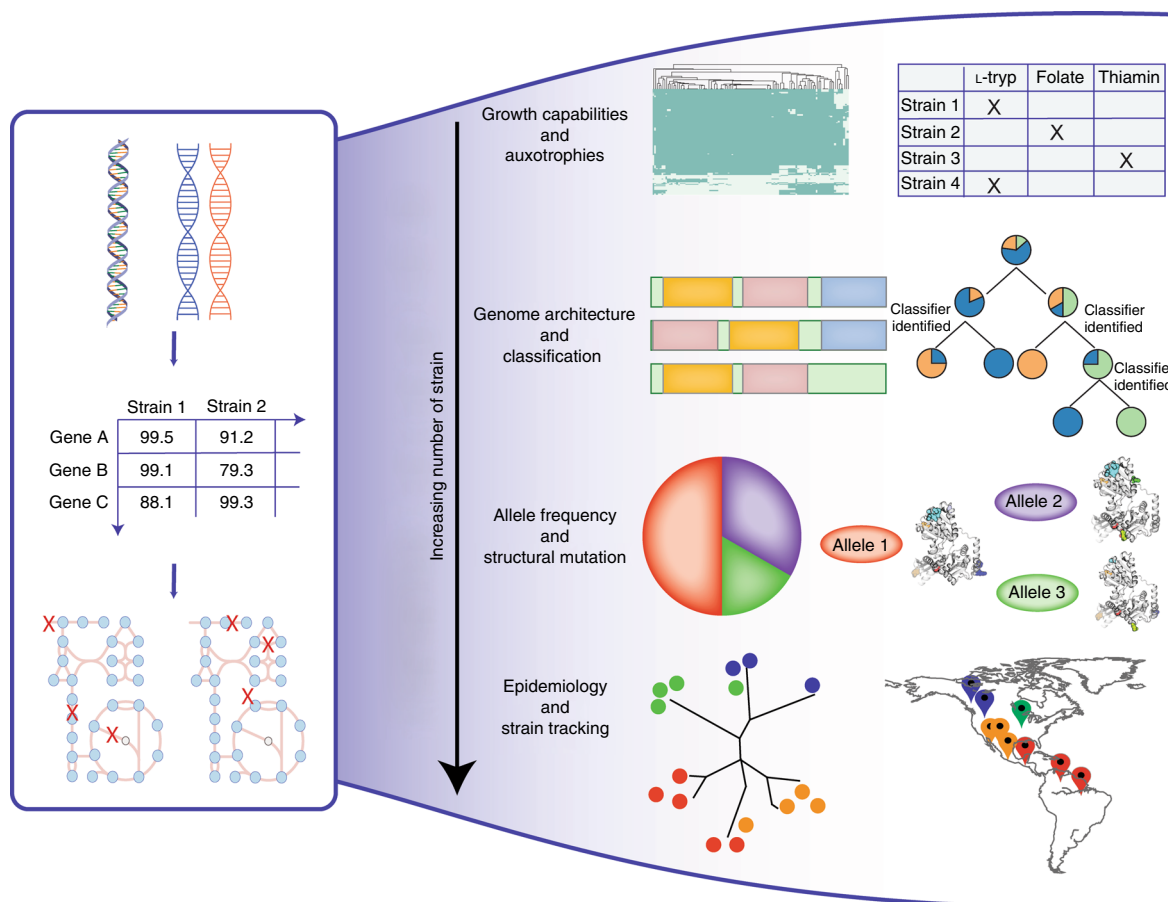 Strain 1 Strain 2
Gene A 99.5 91.2
Gene B 99.1 79.3
Gene C 88.1 99.3
X
X
X
X
X
X
Increasing number of strain
Growth capabilities
and
auxotrophies
L-tryp Folate Thiamin
Strain 1 X
Strain 2 X
Strain 3 X
Strain 4 X
Genome architecture
and
classification
Classifier
identified
Classifier
identified
Classifier
identified
Allele frequency
and
structural mutation
Allele 1
Allele 2
Allele 3
Epidemiology
and
strain tracking